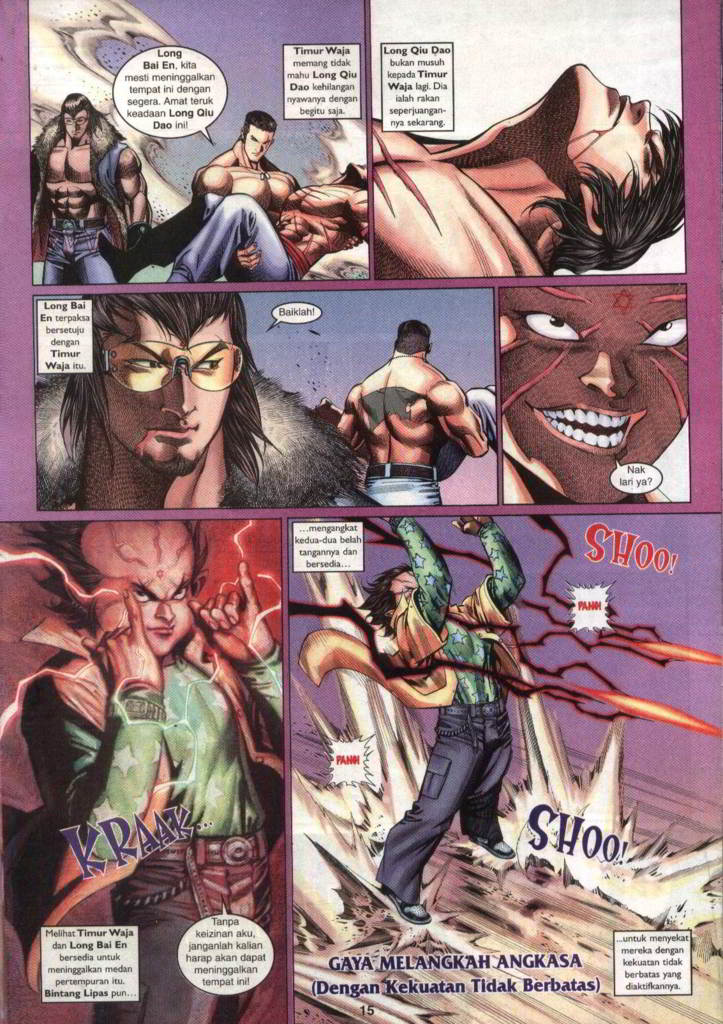 Long
Bai En, kita
mesti meninggalkan
tempat ini dengan
segera. Amat teruk
keadaan Long Qiu
Dao ini!
Timur Waja
memang tidak
mahu Long Qiu
Dao kehilangan
nyawanya dengan
begitu saja.
Long Qiu Dao
bukan musuh
kepada Timur
Waja lagi. Dia
ialah rakan
seperjuangan-
nya sekarang.
Long Bai
En terpaksa
bersetuju
dengan
Timur
Waja itu.
Baiklah!
Nak
lari ya?
KRAAK...
Melihat Timur Waja
dan Long Bai En
bersedia untuk
meninggalkan medan
pertempuran itu.
Bintang Lipas pun...
Tanpa
keizinan aku,
janganlah kalian
harap akan dapat
meninggalkan
tempat ini!
...mengangkat
kedua-dua belah
tangannya dan
bersedia...
SHOO!
PANG!
PANG!
SHOO!
GAYA MELANGKAH ANGKASA
(Dengan Kekuatan Tidak Berbatas)
...untuk menyekat
mereka dengan
kekuatan tidak
berbatas yang
diaktifkannya.
15